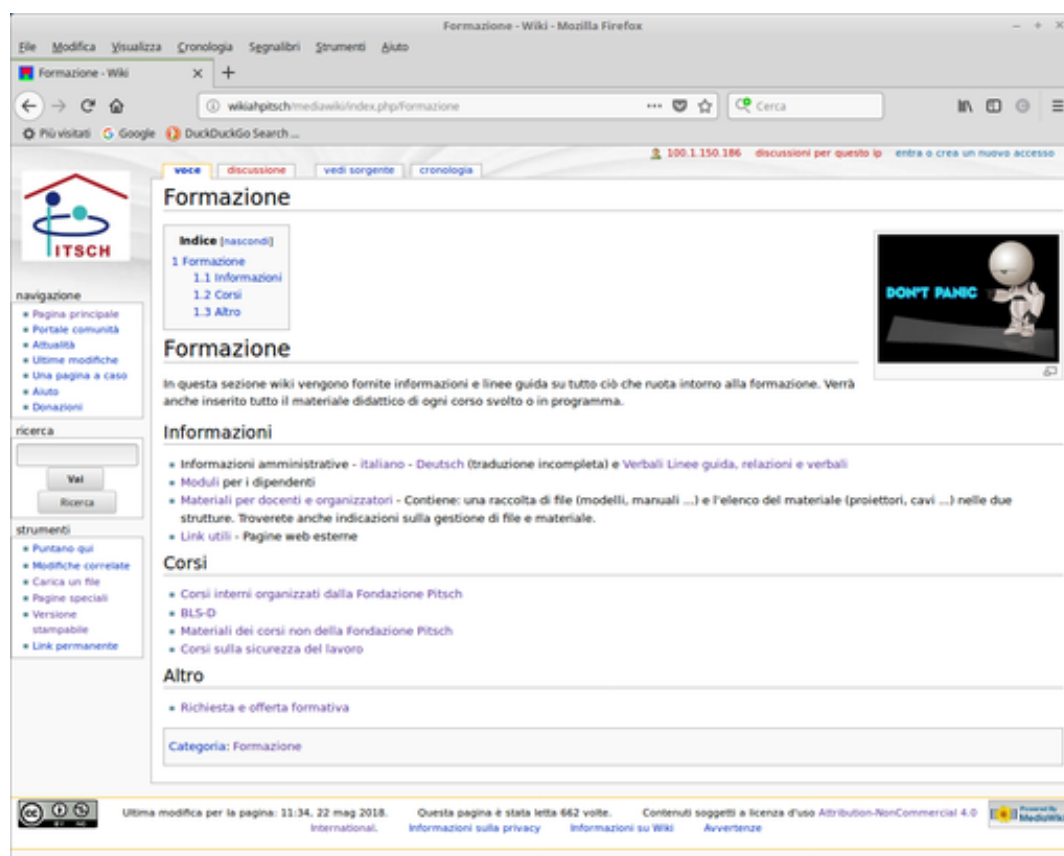 Formazione - Wiki - Mozilla Firefox
File Modifica Visualizza Cronologia Segnalibri Strumenti Aiuto
Formazione - Wiki
wikiahpitsch/mediawiki/index.php/Formazione
Cerca
Più visitati Google DuckDuckGo Search ...
100.1.150.186 discussioni per questo ip entra o crea un nuovo accesso
voce discussione vedi sorgente cronologia
ITSCH
Formazione
Indice [nascondi]
1 Formazione
1.1 Informazioni
1.2 Corsi
1.3 Altro
DON'T PANIC
navigazione
Pagina principale
Portale comunità
Attualità
Ultime modifiche
Una pagina a caso
Aiuto
Donazioni
ricerca
Vai
Ricerca
strumenti
Puntano qui
Modifiche correlate
Carica un file
Pagine speciali
Versione
stampabile
Link permanente
Formazione
In questa sezione wiki vengono fornite informazioni e linee guida su tutto ciò che ruota intorno alla formazione. Verrà
anche inserito tutto il materiale didattico di ogni corso svolto o in programma.
Informazioni
Informazioni amministrative - italiano - Deutsch (traduzione incompleta) e Verbali Linee guida, relazioni e verbali
Moduli per i dipendenti
Materiali per docenti e organizzatori - Contiene: una raccolta di file (modelli, manuali ...) e l'elenco del materiale (proiettori, cavi ...) nelle due
strutture. Troverete anche indicazioni sulla gestione di file e materiale.
Link utili - Pagine web esterne
Corsi
Corsi interni organizzati dalla Fondazione Pitsch
BLS-D
Materiali dei corsi non della Fondazione Pitsch
Corsi sulla sicurezza del lavoro
Altro
Richiesta e offerta formativa
Categoria: Formazione
cc BY NC
Ultima modifica per la pagina: 11:34, 22 mag 2018. Questa pagina è stata letta 662 volte. Contenuti soggetti a licenza d'uso Attribution-NonCommercial 4.0
International. Informazioni sulla privacy Informazioni su Wiki Avvertenze
Powered By
MediaWiki